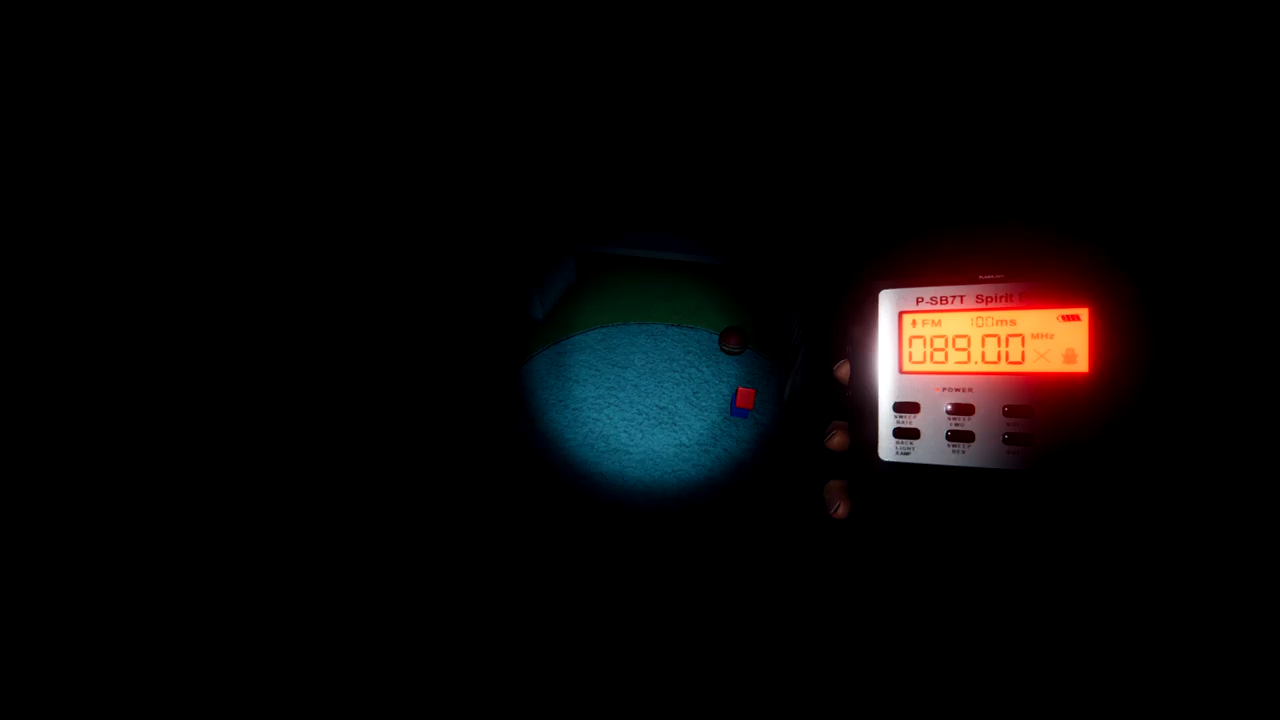 P-SB7T Spirit
FM 100ms
089.00 MHz
POWER
SWEEP RATE
SWEEP FWD
BACK LIGHT
SWEEP REV